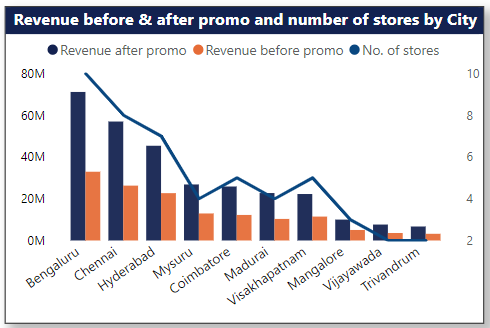 Revenue before & after promo and number of stores by City
Revenue after promo Revenue before promo No. of stores
80M 10
60M 8
40M 6
20M 4
0M 2
Bengaluru Chennai Hyderabad Mysuru Coimbatore Madurai Visakhapatnam Mangalore Vijayawada Trivandrum